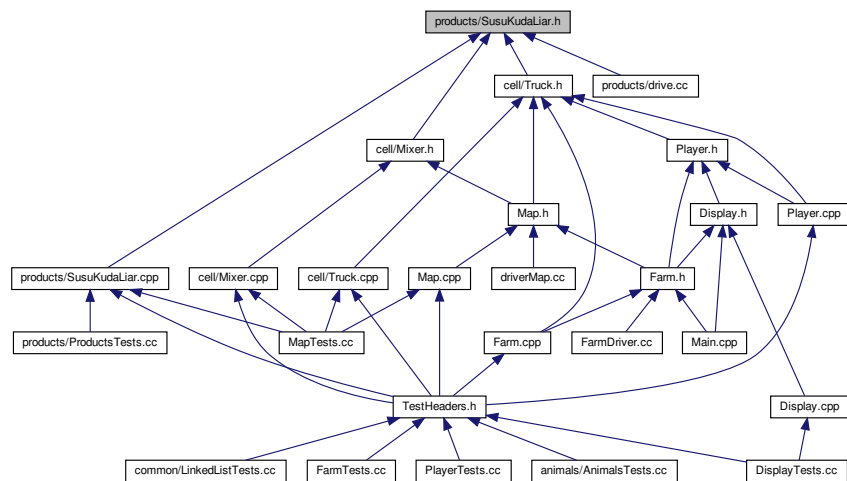 products/SusuKudaLiar.h
cell/Truck.h
products/drive.cc
cell/Mixer.h
Player.h
Map.h
Display.h
Player.cpp
products/SusuKudaLiar.cpp
cell/Mixer.cpp
cell/Truck.cpp
Map.cpp
driverMap.cc
Farm.h
products/ProductsTests.cc
MapTests.cc
Farm.cpp
FarmDriver.cc
Main.cpp
TestHeaders.h
Display.cpp
common/LinkedListTests.cc
FarmTests.cc
PlayerTests.cc
animals/AnimalsTests.cc
DisplayTests.cc